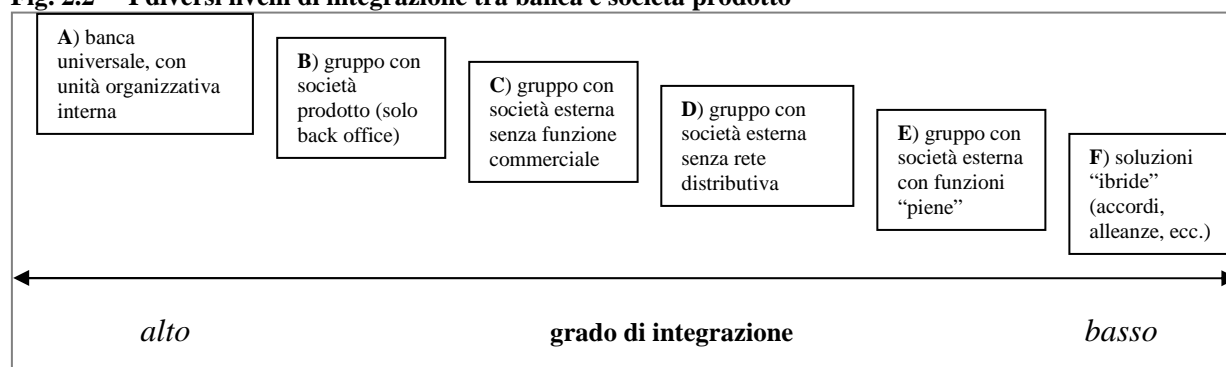 Fig. 2.2 I diversi livelli di integrazione tra banca e società prodotto
A) banca
universale, con
unità organizzativa
interna
B) gruppo con
società
prodotto (solo
back office)
C) gruppo con
società esterna
senza funzione
commerciale
D) gruppo con
società esterna
senza rete
distributiva
E) gruppo con
società esterna
con funzioni
“piene”
F) soluzioni
“ibride”
(accordi,
alleanze, ecc.)
alto
grado di integrazione
basso